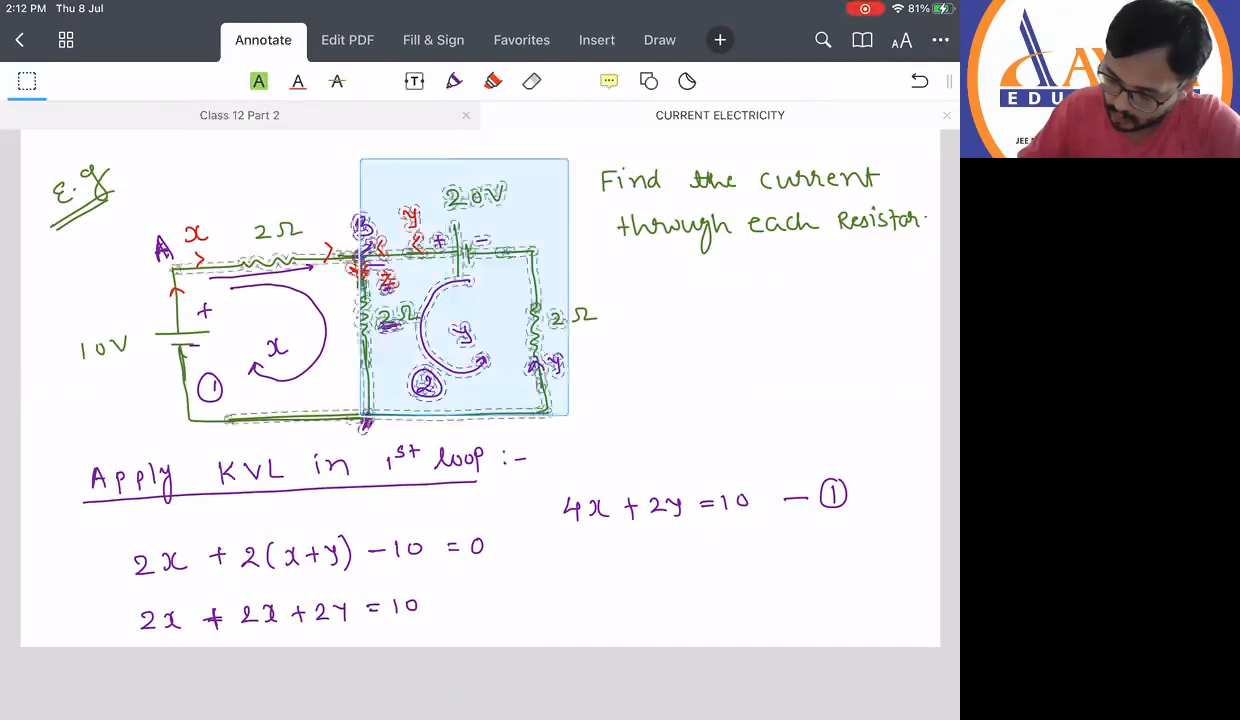 2:12 PM Thu 8 Jul
81%
Annotate Edit PDF Fill & Sign Favorites Insert Draw
AA
A A A T
Class 12 Part 2
CURRENT ELECTRICITY
E.g
Find the current
through each Resistor.
20V
A x 2Ω B y + -
z
10V + - x 2Ω y 2Ω
1 2 y
Apply KVL in 1st loop :-
4x + 2y = 10 - 1
2x + 2(x+y) - 10 = 0
2x + 2x + 2y = 10
EDU
JEE